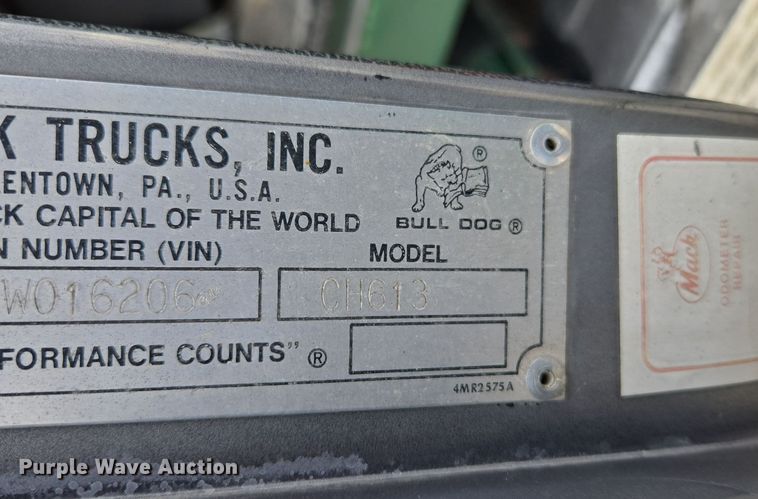 K TRUCKS, INC.
LENTOWN, PA., U.S.A.
CK CAPITAL OF THE WORLD
BULL DOG ®
®
N NUMBER (VIN)
MODEL
W016206
CH613
FORMANCE COUNTS" ®
4MR2575A
Mack
ODOMETER
REPAIR
Purple Wave Auction